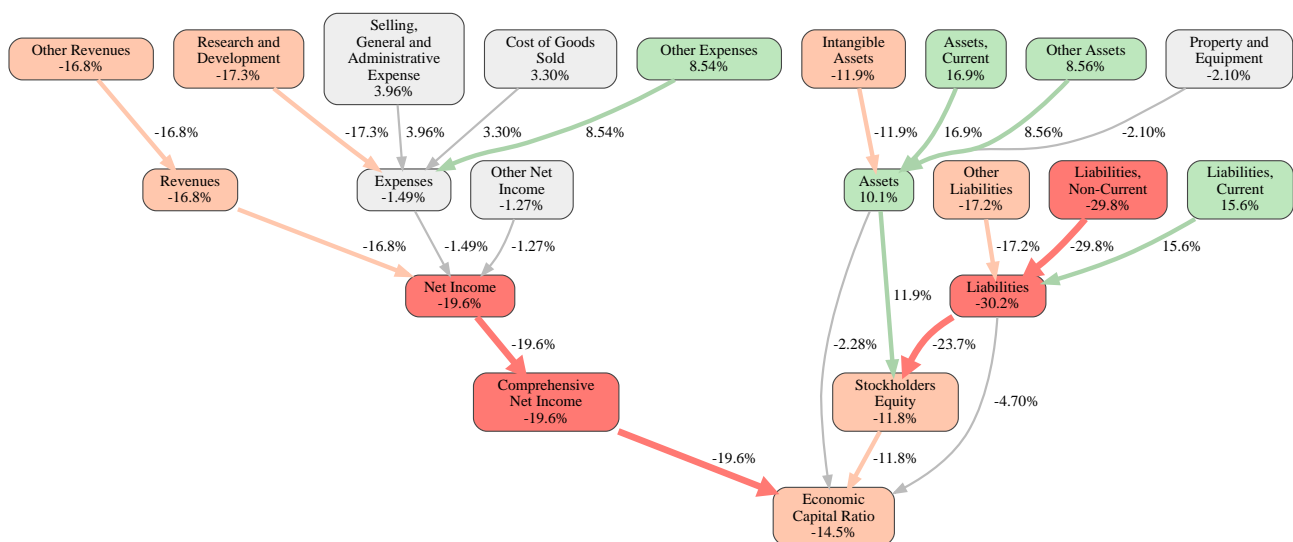 Other Revenues
-16.8%
Research and
Development
-17.3%
Selling,
General and
Administrative
Expense
3.96%
Cost of Goods
Sold
3.30%
Other Expenses
8.54%
Intangible
Assets
-11.9%
Assets,
Current
16.9%
Other Assets
8.56%
Property and
Equipment
-2.10%
-16.8%
-17.3%
3.96%
3.30%
8.54%
-11.9%
16.9%
8.56%
-2.10%
Revenues
-16.8%
Expenses
-1.49%
Other Net
Income
-1.27%
Assets
10.1%
Other
Liabilities
-17.2%
Liabilities,
Non-Current
-29.8%
Liabilities,
Current
15.6%
-16.8%
-1.49%
-1.27%
-17.2%
-29.8%
15.6%
Net Income
-19.6%
Liabilities
-30.2%
11.9%
-19.6%
-2.28%
-23.7%
Comprehensive
Net Income
-19.6%
Stockholders
Equity
-11.8%
-4.70%
-19.6%
-11.8%
Economic
Capital Ratio
-14.5%